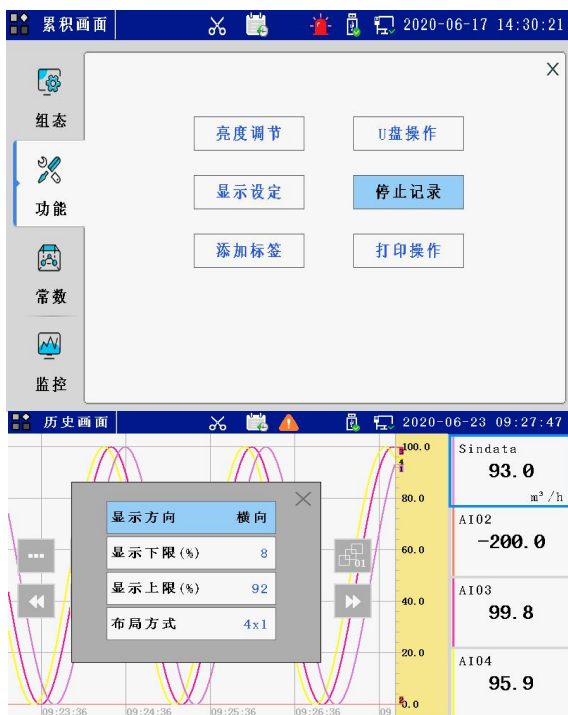 累积画面 2020-06-17 14:30:21
X
组态
功能
常数
监控
亮度调节 U盘操作
显示设定 停止记录
添加标签 打印操作
历史画面 2020-06-23 09:27:47
100.0
80.0
60.0
40.0
20.0
0.0
显示方向 横向
显示下限(%) 8
显示上限(%) 92
布局方式 4x1
01
09:23:36 09:24:36 09:25:36 09:26:36 09
Sindata
93.0
m³/h
AI02
-200.0
AI03
99.8
AI04
95.9